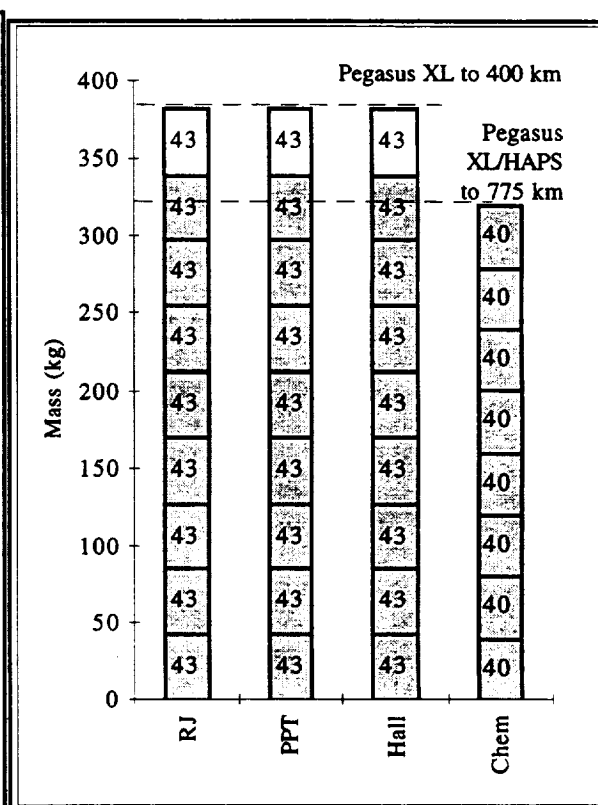 Pegasus XL to 400 km
Pegasus
XL/HAPS
to 775 km
Mass (kg)
400
350
300
250
200
150
100
50
0
43 43 43
43 43 43 40
43 43 43 40
43 43 43 40
43 43 43 40
43 43 43 40
43 43 43 40
43 43 43 40
43 43 43 40
RJ PPT Hall Chem